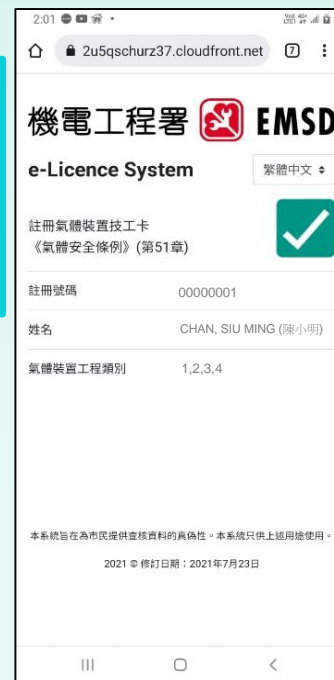 2:01
2u5qschurz37.cloudfront.net 7
機電工程署 EMSD
e-Licence System 繁體中文
註冊氣體裝置技工卡
《氣體安全條例》(第51章)
註冊號碼 00000001
姓名 CHAN, SIU MING (陳小明)
氣體裝置工程類別 1,2,3,4
本系統旨在為市民提供查核資料的真偽性。本系統只供上述用途使用。
2021 © 修訂日期：2021年7月23日